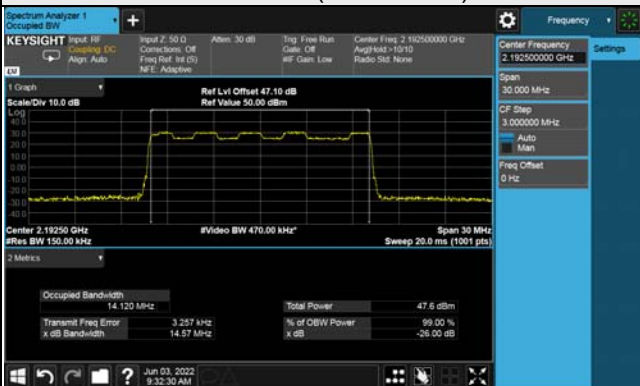 Spectrum Analyzer 1
Occupied BW
Frequency
KEYSIGHT
Input: RF
Coupling: DC
Align: Auto
Input Z: 50 Ω
Corrections: Off
Freq Ref: Int (S)
NFE: Adaptive
Atten: 30 dB
Trig: Free Run
Gate: Off
#IF Gain: Low
Center Freq: 2.192500000 GHz
Avg|Hold:>10/10
Radio Std: None
Center Frequency
2.192500000 GHz
Settings
Span
30.000 MHz
CF Step
3.000000 MHz
Auto
Man
Freq Offset
0 Hz
1 Graph
Scale/Div 10.0 dB
Ref Lvl Offset 47.10 dB
Ref Value 50.00 dBm
Log
40.0
30.0
20.0
10.0
0.00
-10.0
-20.0
-30.0
-40.0
Center 2.19250 GHz
#Video BW 470.00 kHz*
Span 30 MHz
#Res BW 150.00 kHz
Sweep 20.0 ms (1001 pts)
2 Metrics
Occupied Bandwidth
14.120 MHz
Total Power
47.6 dBm
Transmit Freq Error
3.257 kHz
% of OBW Power
99.00 %
x dB Bandwidth
14.57 MHz
x dB
-26.00 dB
Jun 03, 2022
9:32:30 AM